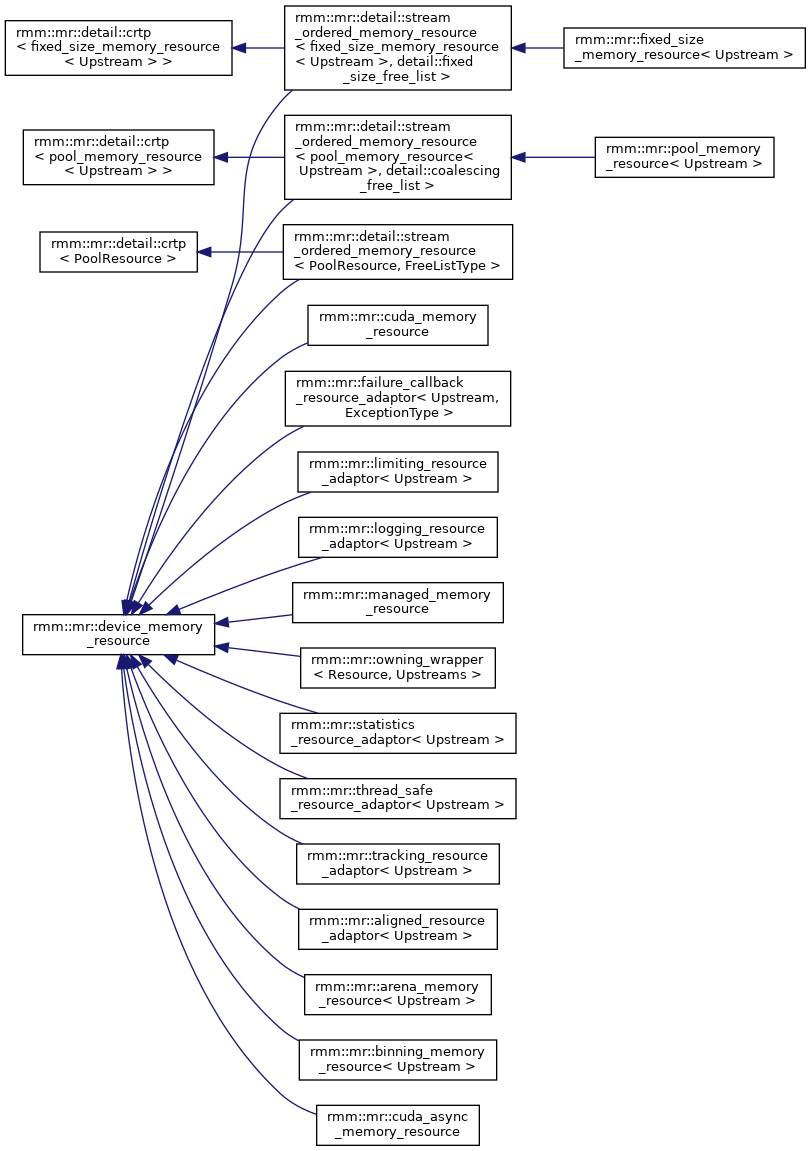 rmm::mr::detail::crtp
< fixed_size_memory_resource
< Upstream > >
rmm::mr::detail::stream
_ordered_memory_resource
< fixed_size_memory_resource
< Upstream >, detail::fixed
_size_free_list >
rmm::mr::fixed_size
_memory_resource< Upstream >
rmm::mr::detail::crtp
< pool_memory_resource
< Upstream > >
rmm::mr::detail::stream
_ordered_memory_resource
< pool_memory_resource<
Upstream >, detail::coalescing
_free_list >
rmm::mr::pool_memory
_resource< Upstream >
rmm::mr::detail::crtp
< PoolResource >
rmm::mr::detail::stream
_ordered_memory_resource
< PoolResource, FreeListType >
rmm::mr::cuda_memory
_resource
rmm::mr::failure_callback
_resource_adaptor< Upstream,
ExceptionType >
rmm::mr::limiting_resource
_adaptor< Upstream >
rmm::mr::logging_resource
_adaptor< Upstream >
rmm::mr::managed_memory
_resource
rmm::mr::device_memory
_resource
rmm::mr::owning_wrapper
< Resource, Upstreams >
rmm::mr::statistics
_resource_adaptor< Upstream >
rmm::mr::thread_safe
_resource_adaptor< Upstream >
rmm::mr::tracking_resource
_adaptor< Upstream >
rmm::mr::aligned_resource
_adaptor< Upstream >
rmm::mr::arena_memory
_resource< Upstream >
rmm::mr::binning_memory
_resource< Upstream >
rmm::mr::cuda_async
_memory_resource